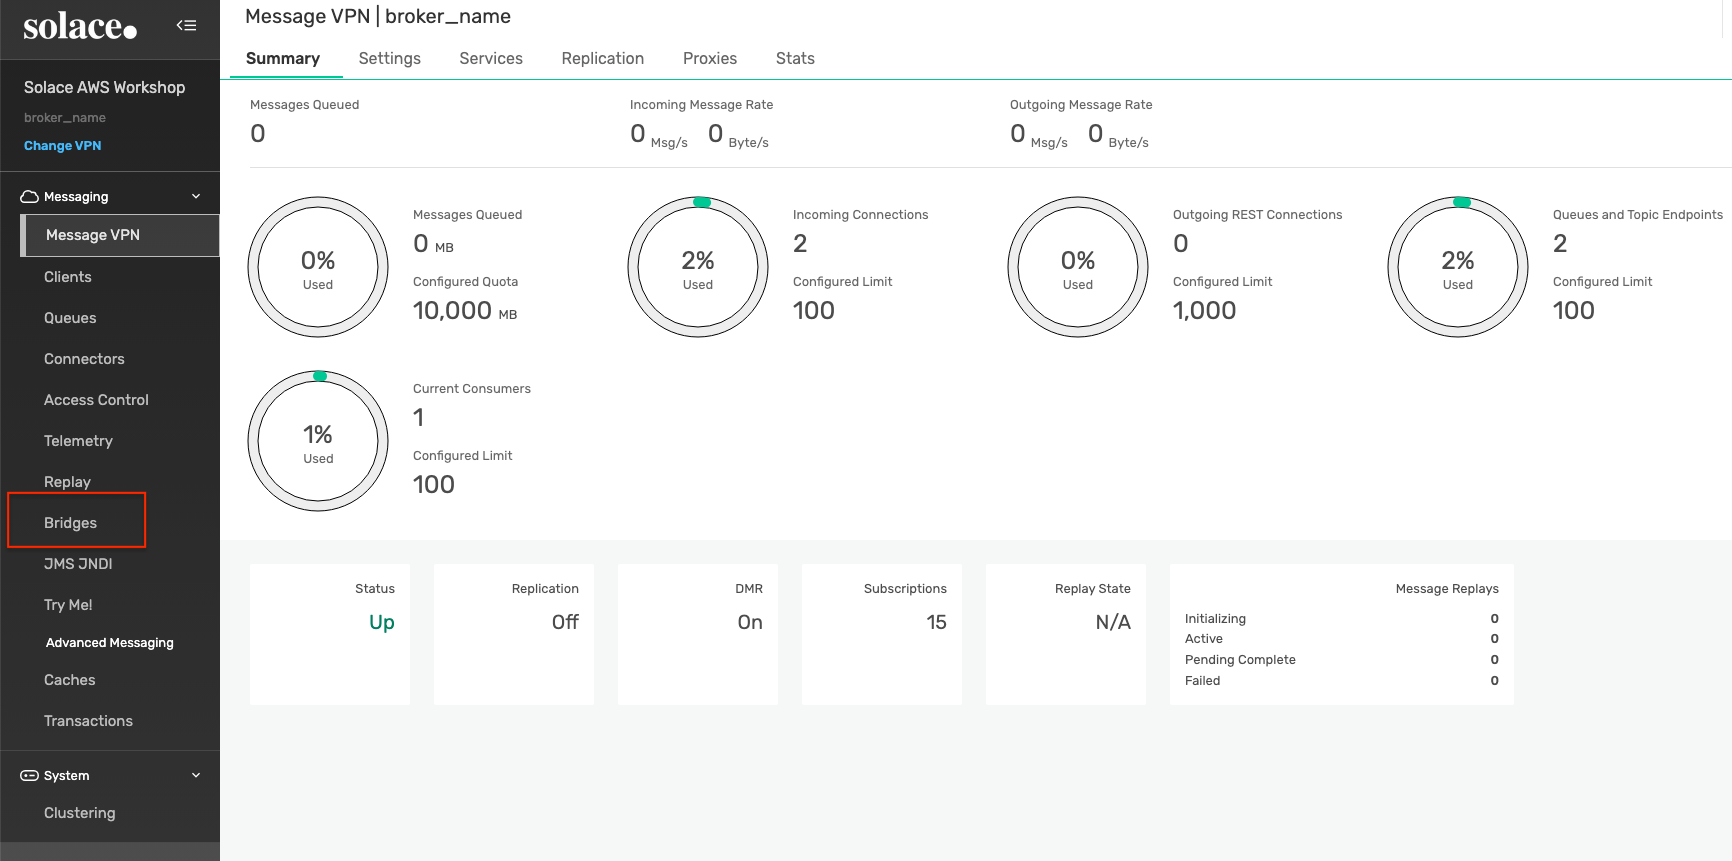 solace.
Solace AWS Workshop
broker_name
Change VPN
Messaging
Message VPN
Clients
Queues
Connectors
Access Control
Telemetry
Replay
Bridges
JMS JNDI
Try Me!
Advanced Messaging
Caches
Transactions
System
Clustering
Message VPN | broker_name
Summary Settings Services Replication Proxies Stats
Messages Queued
0
Incoming Message Rate
0 Msg/s 0 Byte/s
Outgoing Message Rate
0 Msg/s 0 Byte/s
0%
Used
Messages Queued
0 MB
Configured Quota
10,000 MB
2%
Used
Incoming Connections
2
Configured Limit
100
0%
Used
Outgoing REST Connections
0
Configured Limit
1,000
2%
Used
Queues and Topic Endpoints
2
Configured Limit
100
1%
Used
Current Consumers
1
Configured Limit
100
Status
Up
Replication
Off
DMR
On
Subscriptions
15
Replay State
N/A
Message Replays
Initializing 0
Active 0
Pending Complete 0
Failed 0